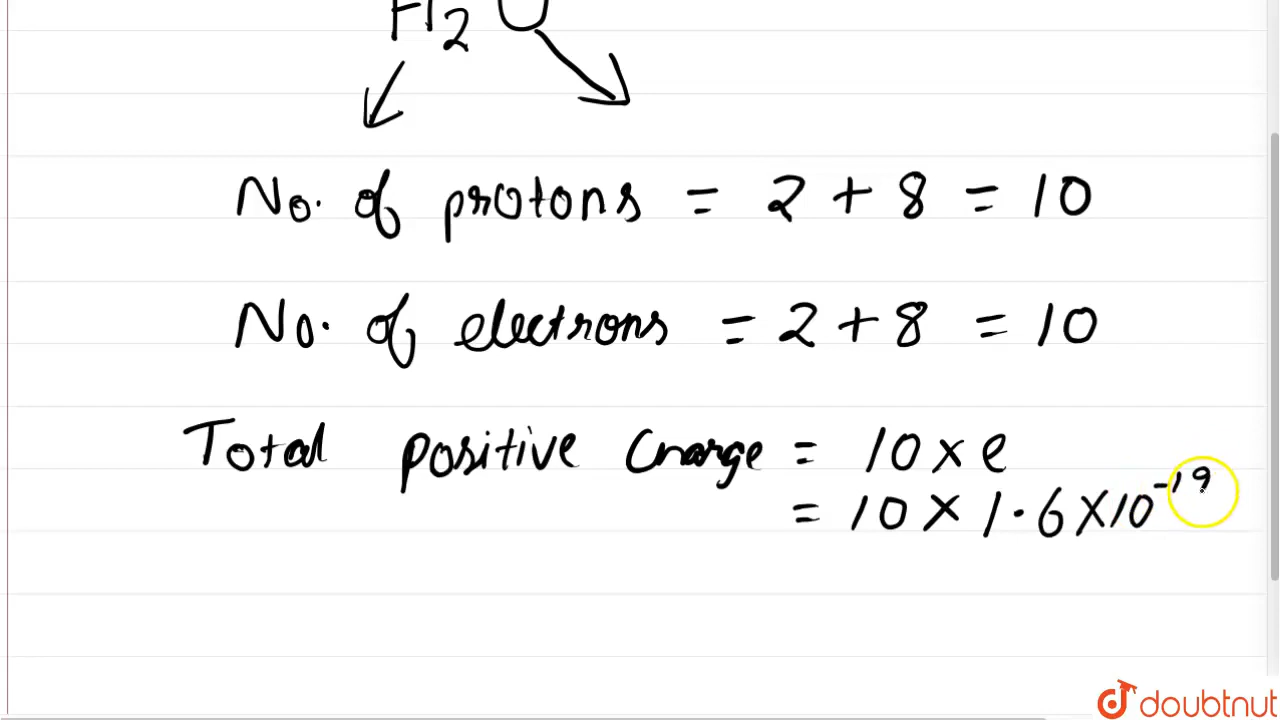 H2O
No. of protons = 2 + 8 = 10
No. of electrons = 2 + 8 = 10
Total positive charge = 10 × e
= 10 × 1.6 × 10^-19
doubtnut